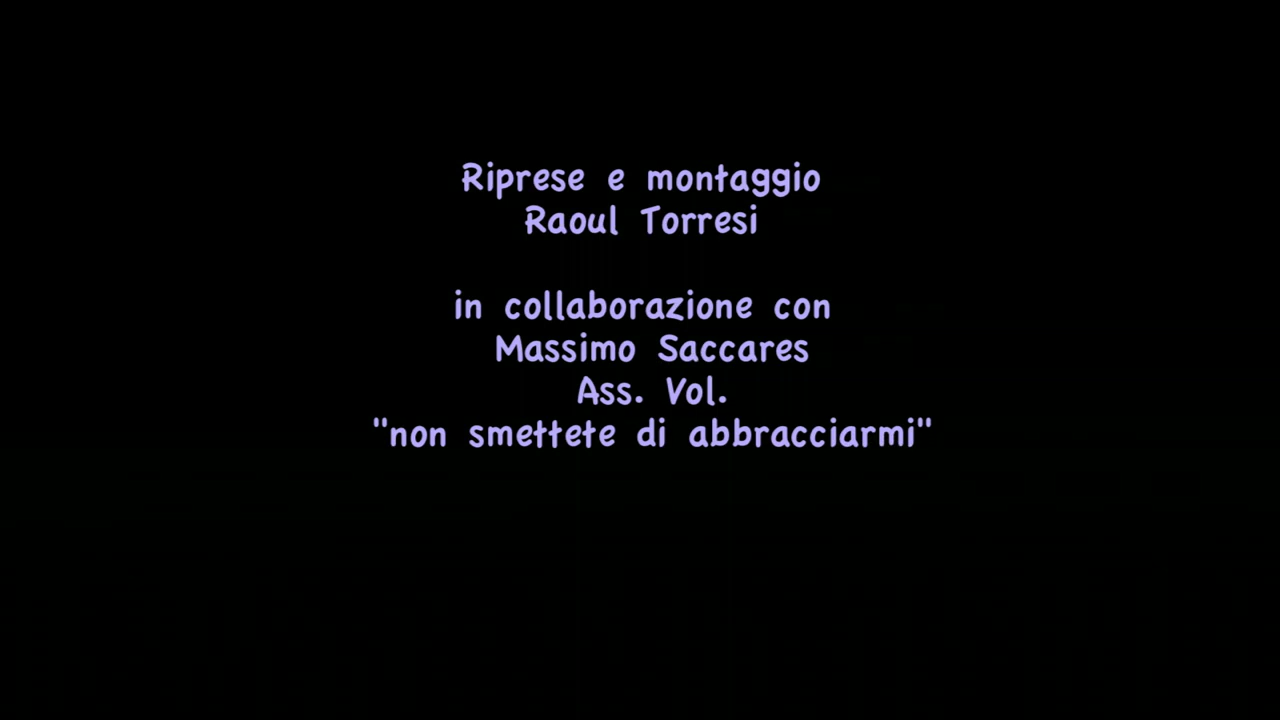 Riprese e montaggio
Raoul Torresi
in collaborazione con
Massimo Saccares
Ass. Vol.
"non smettete di abbracciarmi"